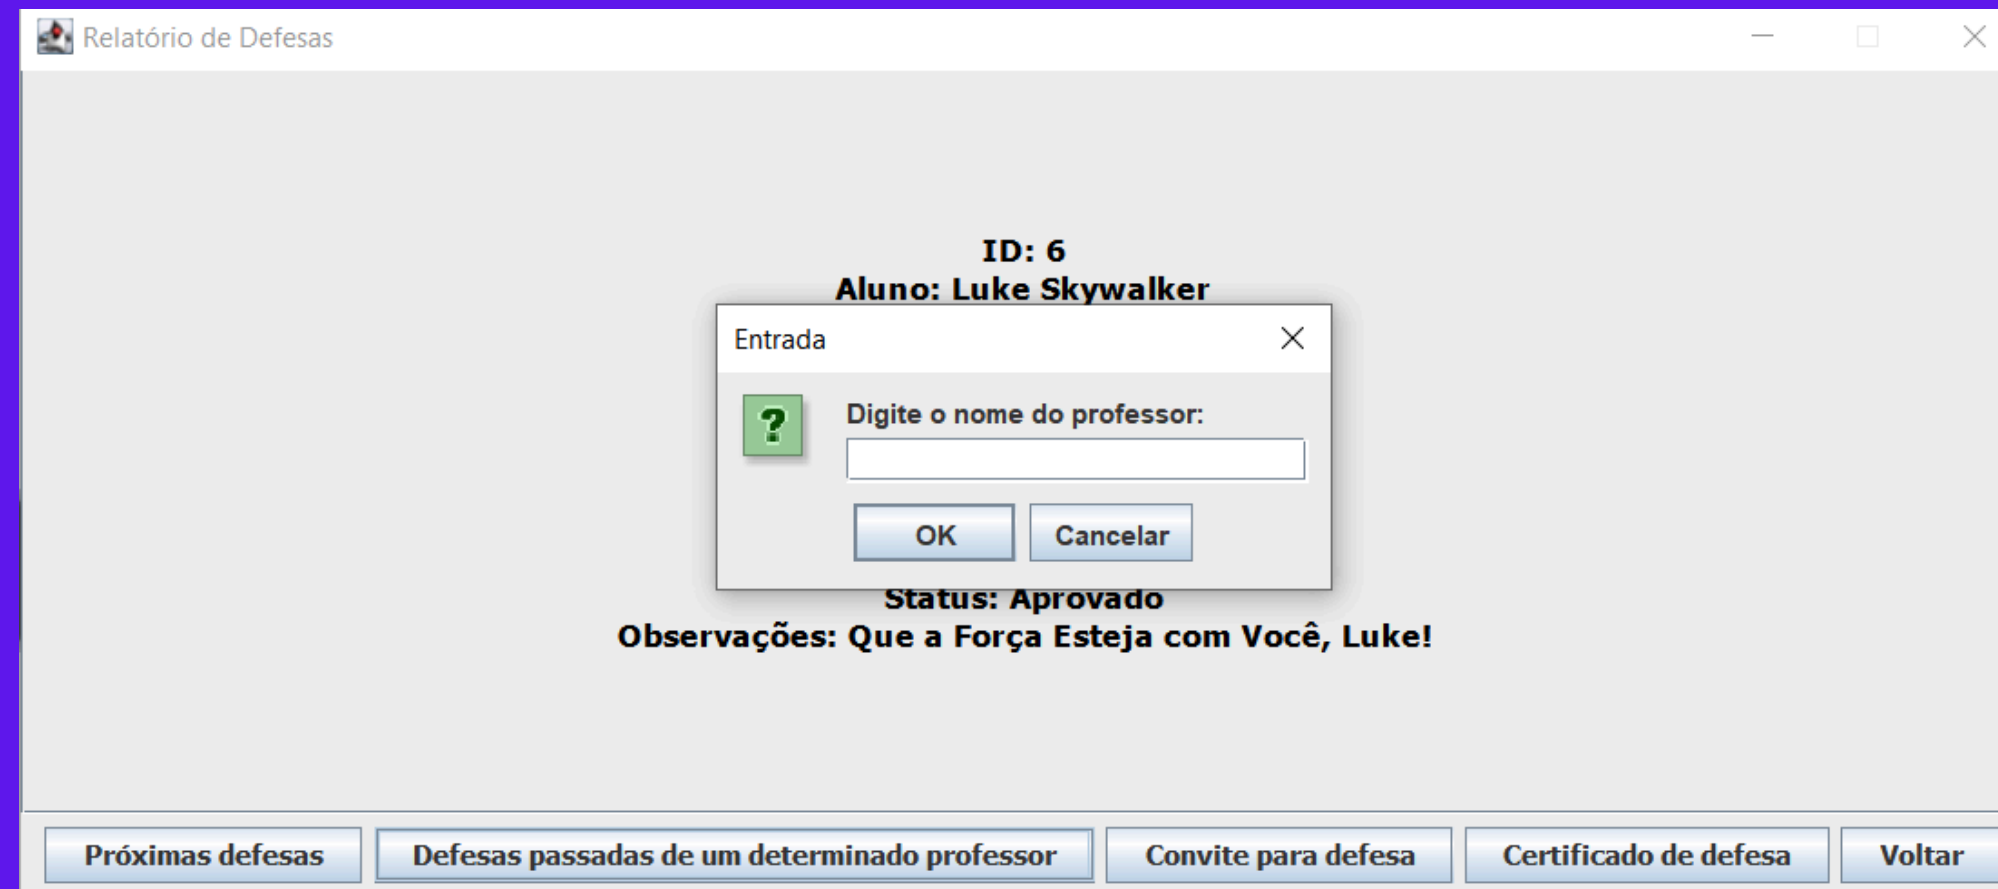 Relatório de Defesas
ID: 6
Aluno: Luke Skywalker
Entrada
?
Digite o nome do professor:
OK Cancelar
Status: Aprovado
Observações: Que a Força Esteja com Você, Luke!
Próximas defesas Defesas passadas de um determinado professor Convite para defesa Certificado de defesa Voltar